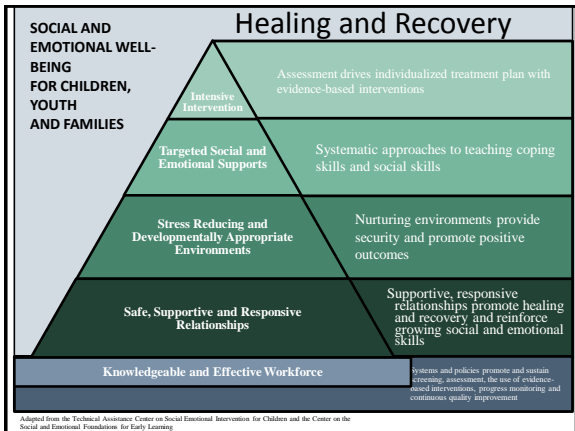 SOCIAL AND
EMOTIONAL WELL-
BEING
FOR CHILDREN,
YOUTH
AND FAMILIES
Healing and Recovery
Intensive
Intervention
Assessment drives individualized treatment plan with
evidence-based interventions
Targeted Social and
Emotional Supports
Systematic approaches to teaching coping
skills and social skills
Stress Reducing and
Developmentally Appropriate
Environments
Nurturing environments provide
security and promote positive
outcomes
Safe, Supportive and Responsive
Relationships
Supportive, responsive
relationships promote healing
and recovery and reinforce
growing social and emotional
skills
Knowledgeable and Effective Workforce
Systems and policies promote and sustain
screening, assessment, the use of evidence-
based interventions, progress monitoring and
continuous quality improvement
Adapted from the Technical Assistance Center on Social Emotional Intervention for Children and the Center on the
Social and Emotional Foundations for Early Learning